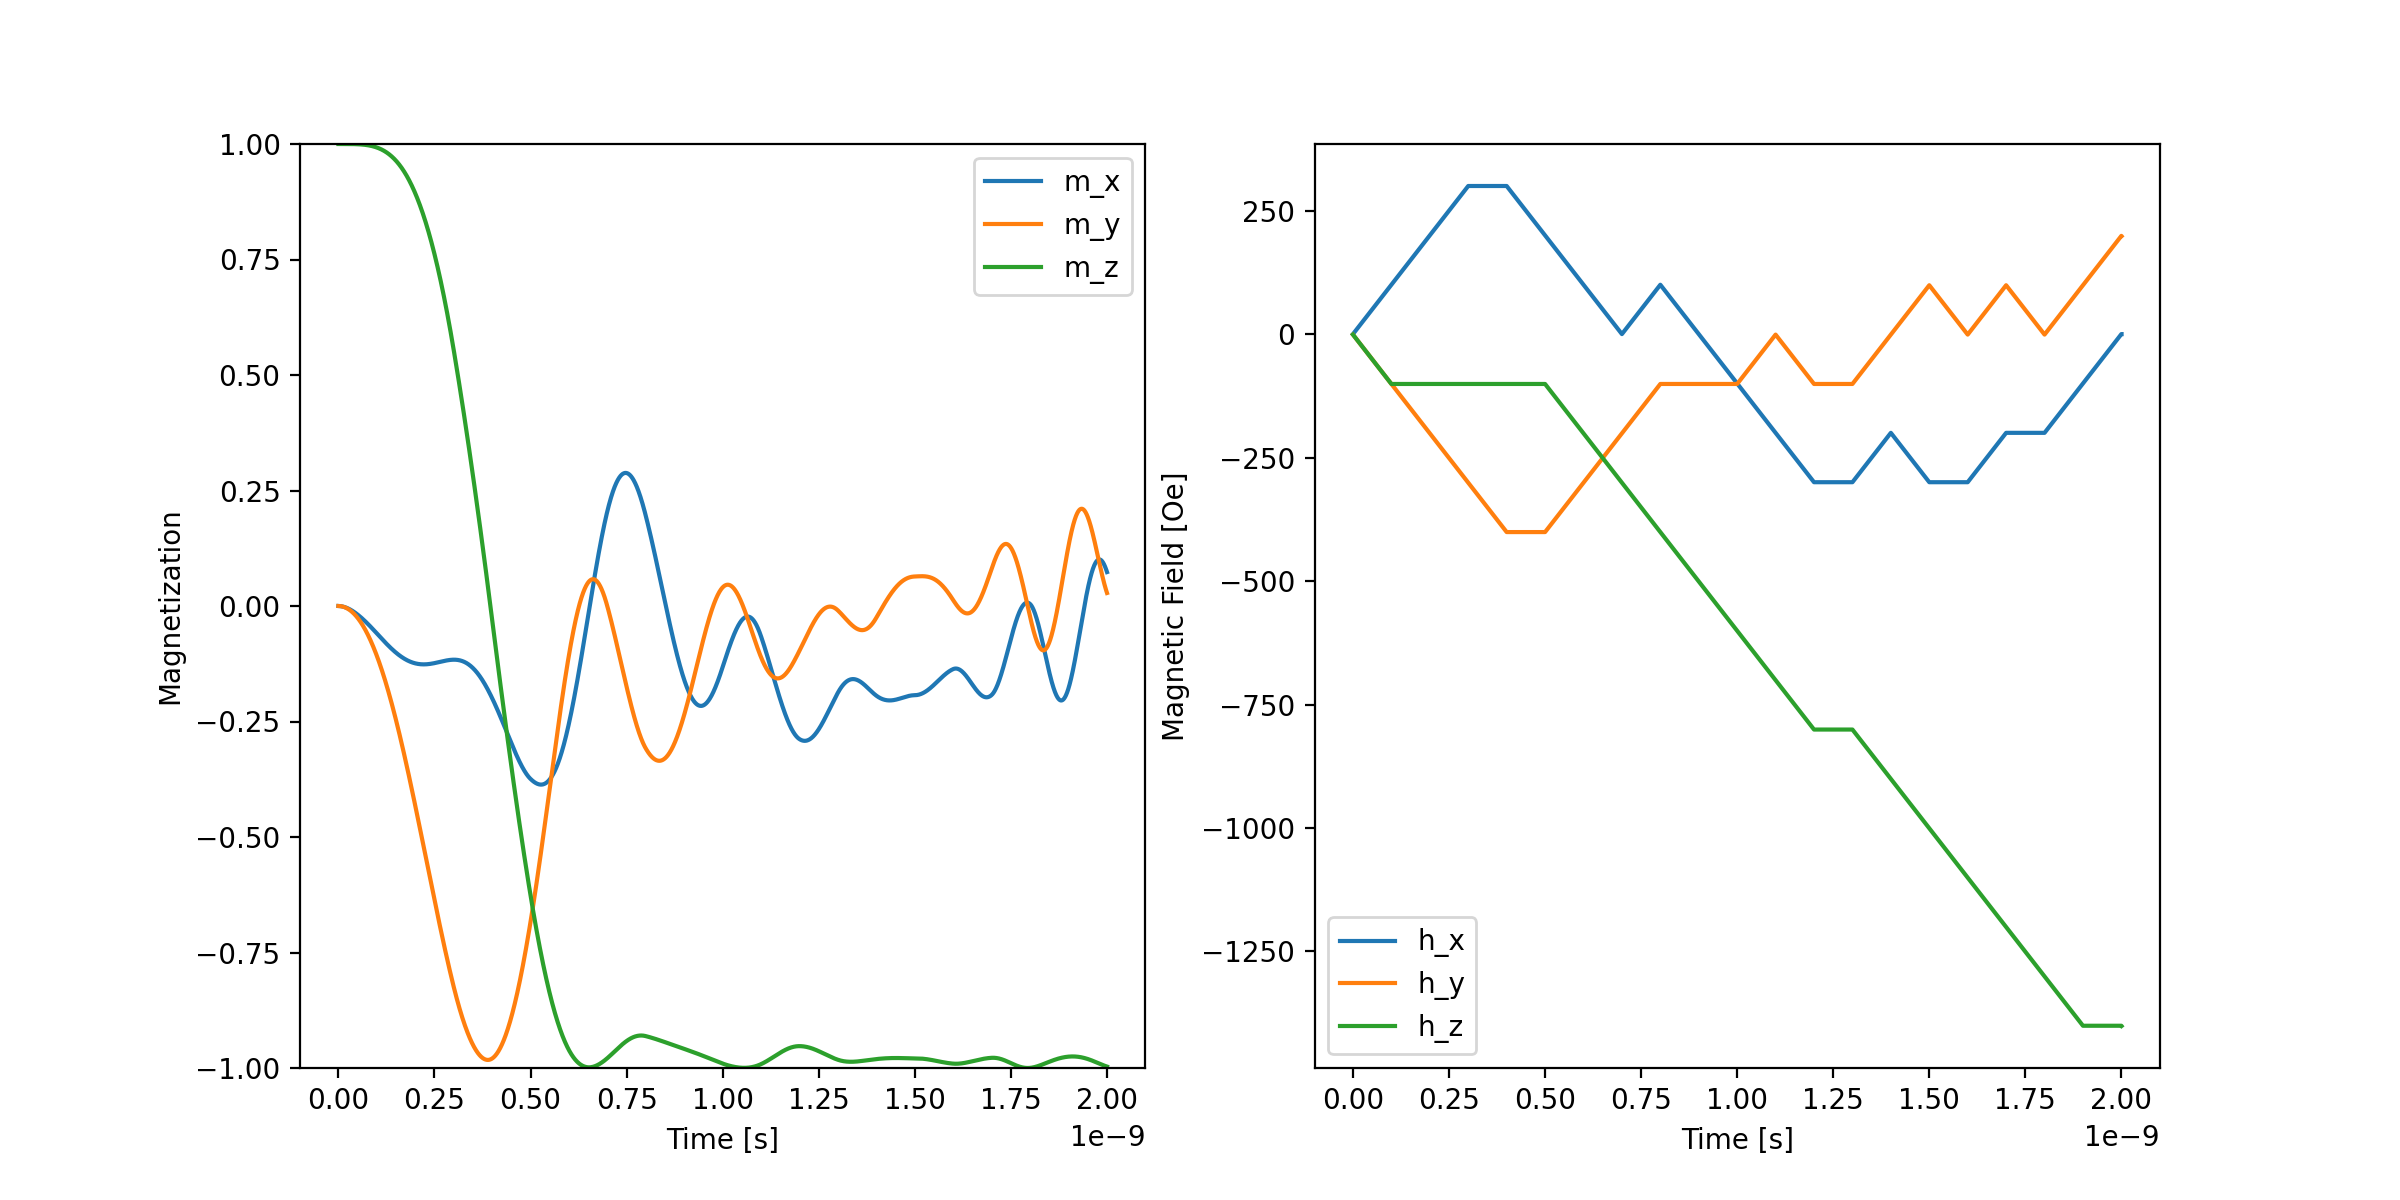 Magnetization
1.00
0.75
0.50
0.25
0.00
−0.25
−0.50
−0.75
−1.00
m_x
m_y
m_z
0.00 0.25 0.50 0.75 1.00 1.25 1.50 1.75 2.00
Time [s]
1e−9
Magnetic Field [Oe]
250
0
−250
−500
−750
−1000
−1250
h_x
h_y
h_z
0.00 0.25 0.50 0.75 1.00 1.25 1.50 1.75 2.00
Time [s]
1e−9